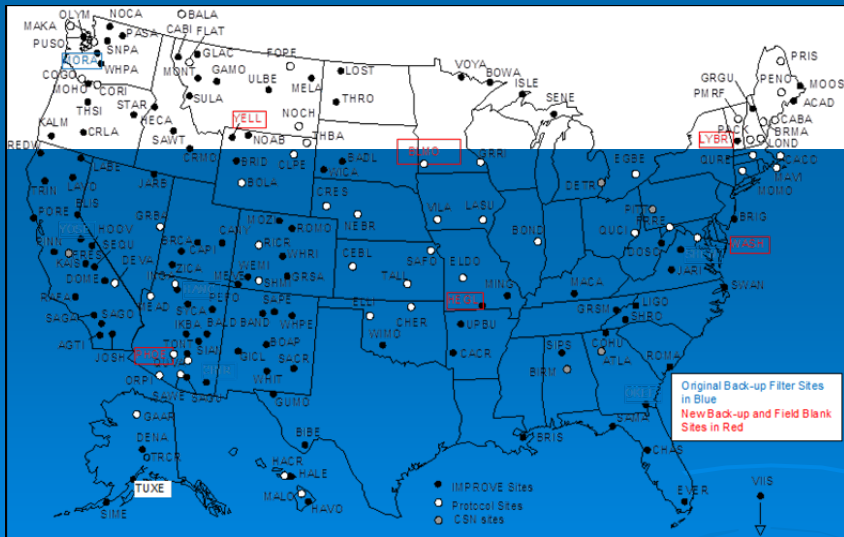 OLYM
NOCA
BALA
MAKA
CABI
FLAT
PASA
PUSO
SNPA
GLAC
FOPE
MORA
WHPA
MONT
GAMO
ULBE
MELA
LOST
VOYA
BOWA
ISLE
SENE
PRIS
PENO
MOOS
GRGU
PMRF
ACAD
COGO
MOHO
CORI
THSI
STAR
SULA
THRO
NOCH
YELL
KALM
CRLA
HECA
SAWT
NOAB
THBA
CABA
PACK
BRMA
LOND
LYBR
REDW
LABE
CRMO
BRID
CLPE
BADL
WICA
GRRI
EGBE
QURE
CACO
MAVI
MOMO
TRIN
LAVO
JARB
BOLA
CRES
DETR
PORE
ELIS
GRBA
MOZI
ROMO
NEBR
VILA
LASU
BOND
QUCI
FRRE
BRIG
HOOV
PINN
FRES
SEQU
BRCA
CANY
CAPI
RICR
WHRI
CEBL
SAFO
ELDO
DOSO
WASH
JARI
KAIS
DEVA
ZICA
WEMI
GRSA
DOME
MEVE
SHMI
TALL
MING
MACA
SWAN
RAFA
MEAD
PEFO
SAPE
ELLI
HEGL
GRSM
LIGO
SHRO
SAGA
SAGO
STCA
IKBA
BALD
BAND
WHPE
CHER
UPBU
SIPS
COHU
AGTI
JOSH
TONT
SIAN
GICL
BOAP
WIMO
CACR
ATLA
ROMA
PHOE
ORPI
SACR
BIRM
WHIT
SAWE
SAGU
GUMO
SAMA
Original Back-up Filter Sites
in Blue
New Back-up and Field Blank
Sites in Red
GAAR
DENA
TRCR
BIBE
BRIS
CHAS
HACR
HALE
TUXE
MALO
HAVO
SIME
IMPROVE Sites
Protocol Sites
CSN sites
EVER
VIIS